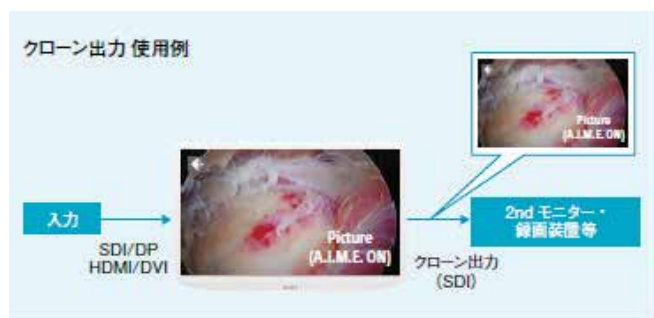 クローン出力 使用例
Picture
(A.I.M.E. ON)
入力
SDI/DP
HDMI/DVI
Picture
(A.I.M.E. ON)
クローン出力
(SDI)
2nd モニター・
録画装置等